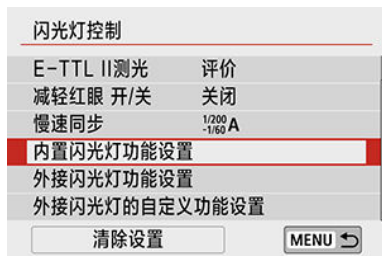 闪光灯控制
E-TTL II测光 评价
减轻红眼 开/关 关闭
慢速同步 1/200-1/60 A
内置闪光灯功能设置
外接闪光灯功能设置
外接闪光灯的自定义功能设置
清除设置 MENU